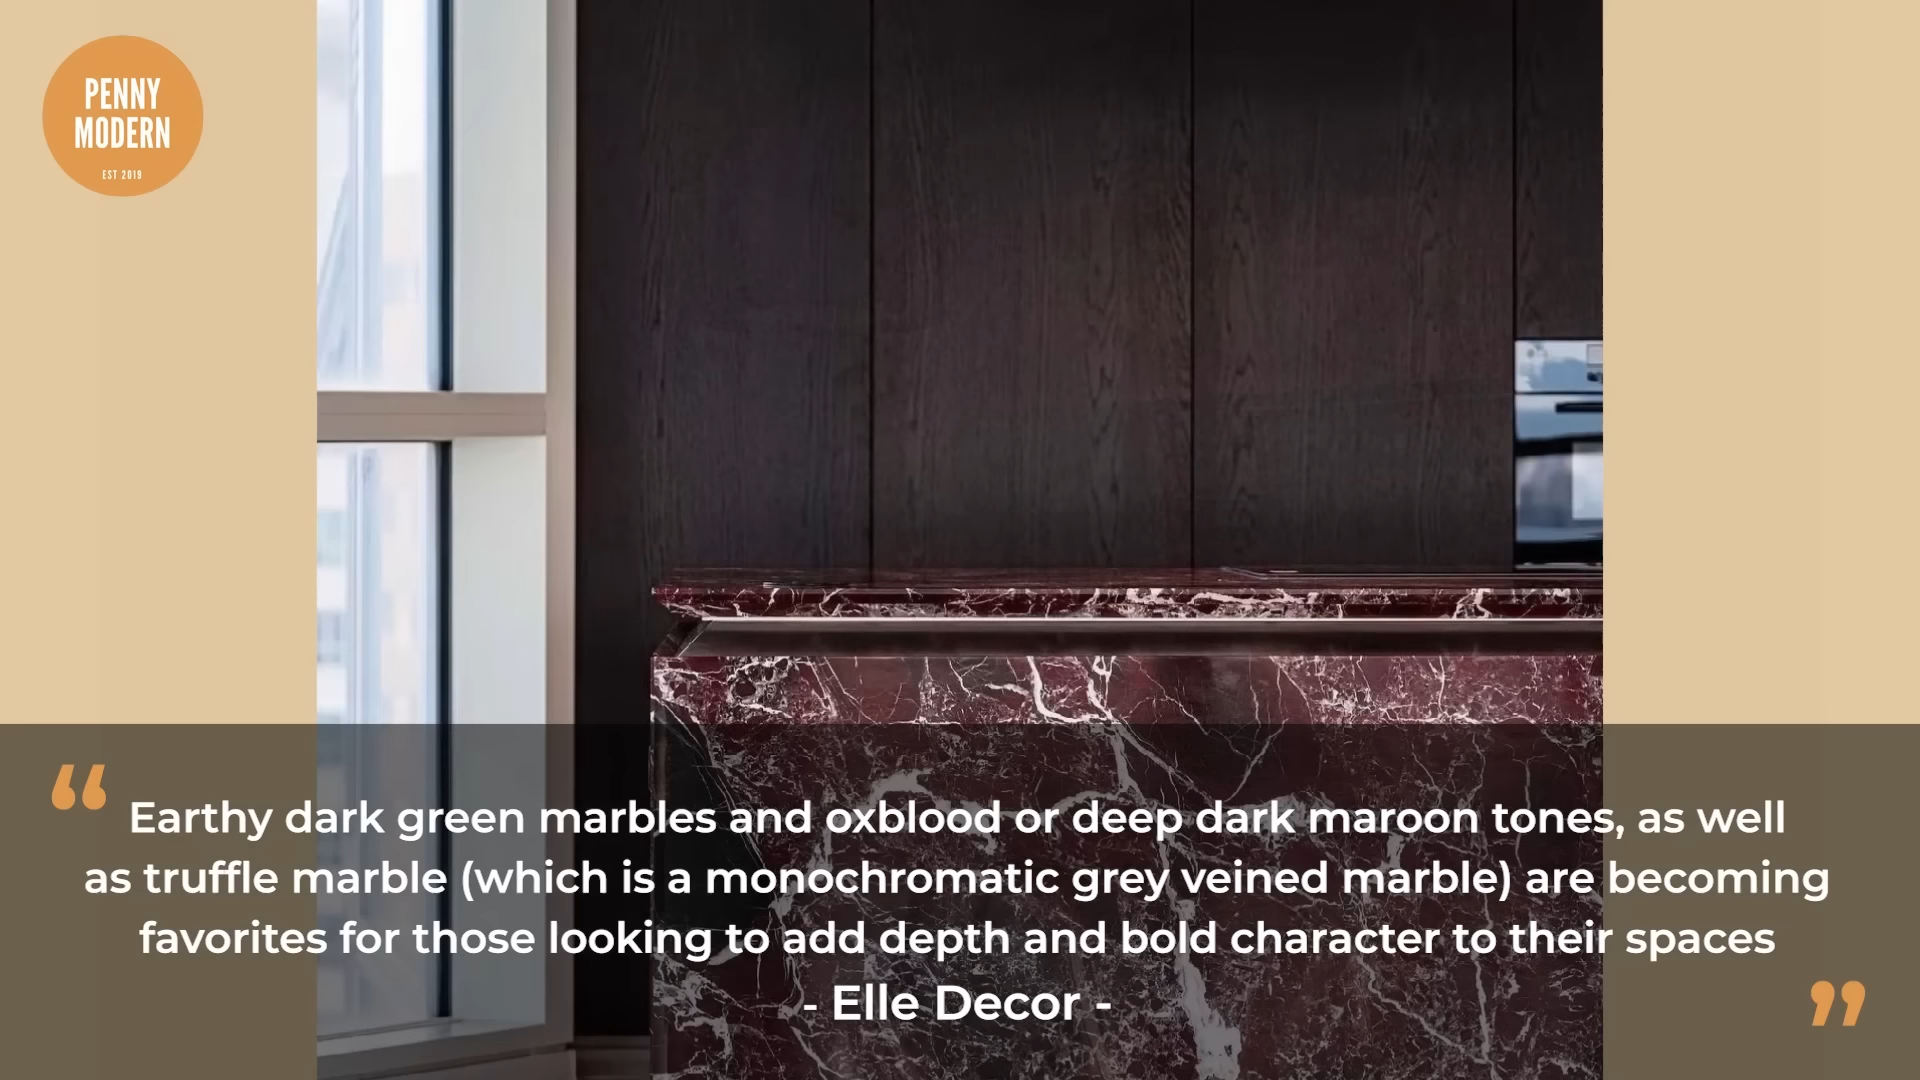 PENNY
MODERN
EST 2019
“ Earthy dark green marbles and oxblood or deep dark maroon tones, as well
as truffle marble (which is a monochromatic grey veined marble) are becoming
favorites for those looking to add depth and bold character to their spaces
- Elle Decor - ”